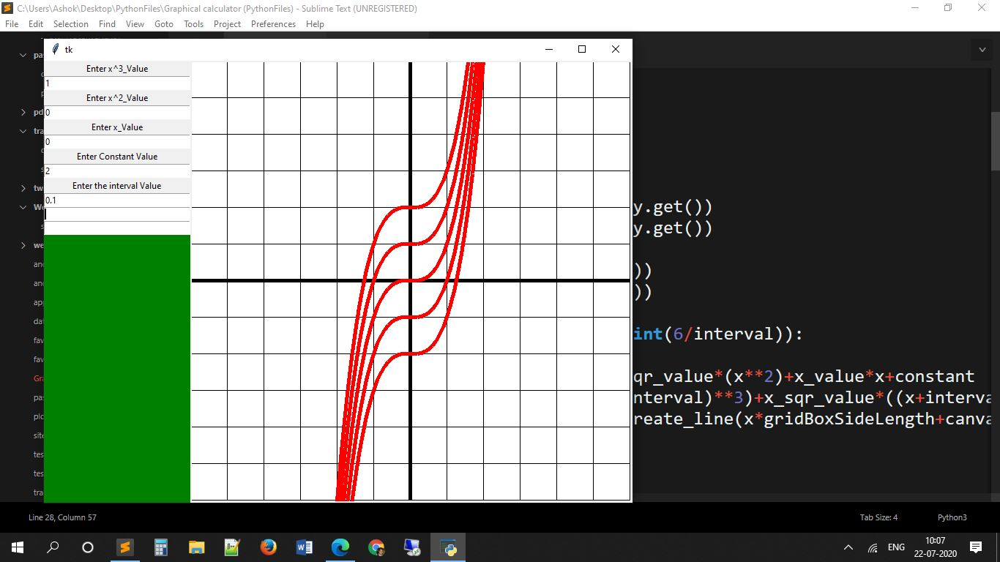 C:\Users\Ashok\Desktop\PythonFiles\Graphical calculator (PythonFiles) - Sublime Text (UNREGISTERED)
File Edit Selection Find View Goto Tools Project Preferences Help
tk
Enter x^3_Value
1
Enter x^2_Value
0
Enter x_Value
0
Enter Constant Value
2
Enter the interval Value
0.1
pas
pd
tra
tw
We
we
and
and
app
dat
fav
fav
Gra
pas
plo
site
tes
tes
tra
y.get())
y.get())
))
))
int(6/interval)):
qr_value*(x**2)+x_value*x+constant
nterval)**3)+x_sqr_value*((x+interva
reate_line(x*gridBoxSideLength+canva
Line 28, Column 57
Tab Size: 4 Python3
ENG
10:07
22-07-2020